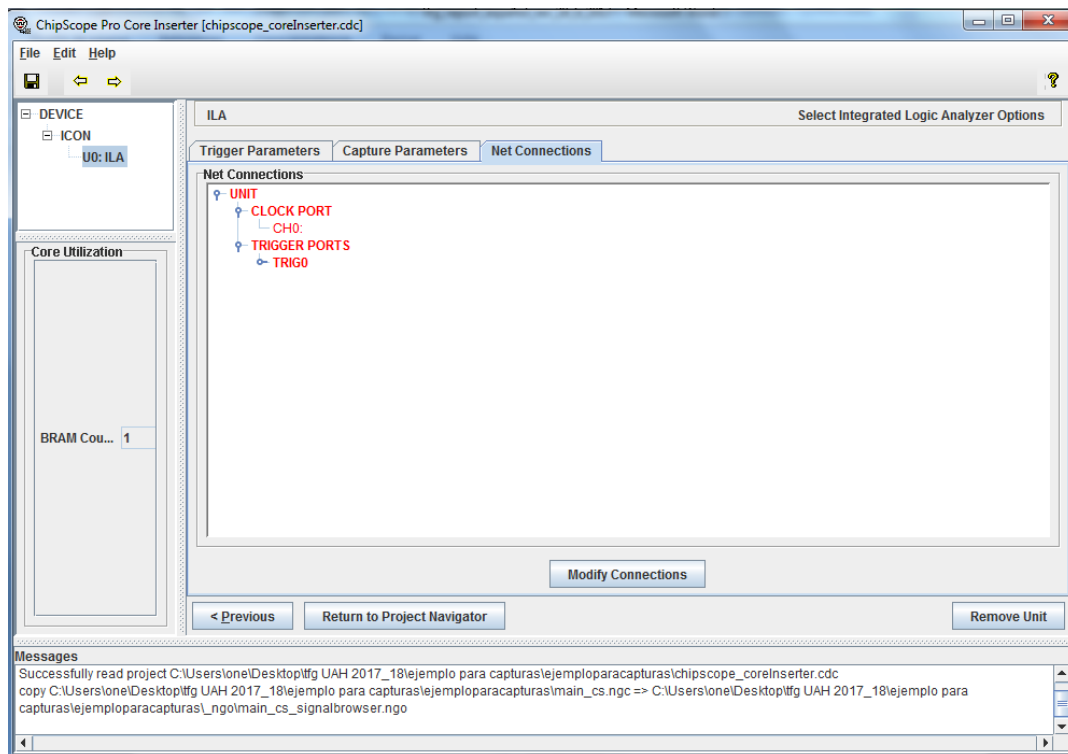 ChipScope Pro Core Inserter [chipscope_coreInserter.cdc]
File Edit Help
DEVICE
ICON
U0: ILA
ILA
Select Integrated Logic Analyzer Options
Trigger Parameters
Capture Parameters
Net Connections
Net Connections
UNIT
CLOCK PORT
CH0:
TRIGGER PORTS
TRIG0
Core Utilization
BRAM Cou... 1
Modify Connections
< Previous
Return to Project Navigator
Remove Unit
Messages
Successfully read project C:\Users\one\Desktop\tfg UAH 2017_18\ejemplo para capturas\ejemploparacapturas\chipscope_coreInserter.cdc
copy C:\Users\one\Desktop\tfg UAH 2017_18\ejemplo para capturas\ejemploparacapturas\main_cs.ngc => C:\Users\one\Desktop\tfg UAH 2017_18\ejemplo para
capturas\ejemploparacapturas\_ngo\main_cs_signalbrowser.ngo